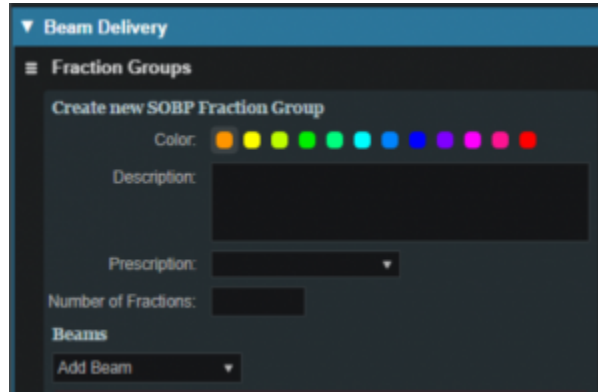 Beam Delivery
Fraction Groups
Create new SOBP Fraction Group
Color:
Description:
Prescription:
Number of Fractions:
Beams
Add Beam